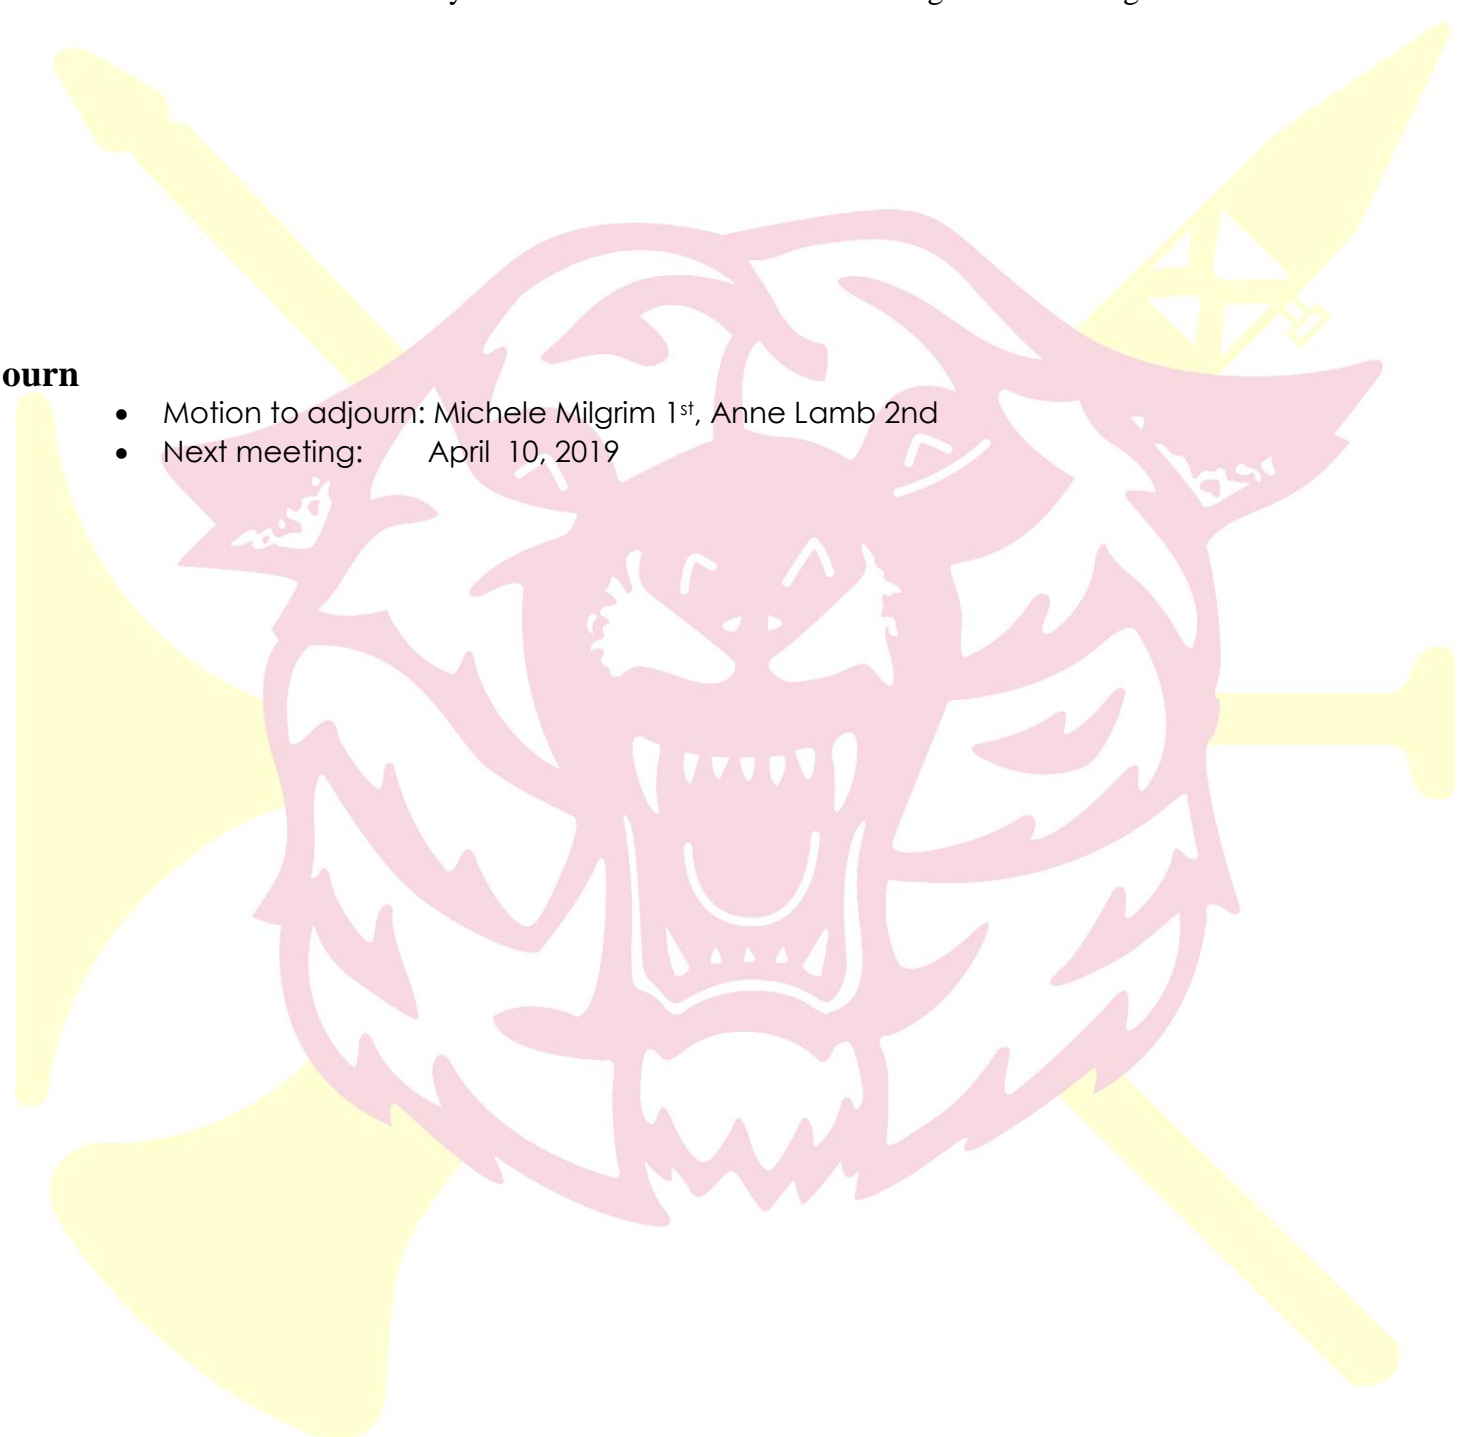 ourn
• Motion to adjourn: Michele Milgrim 1st, Anne Lamb 2nd
• Next meeting: April 10, 2019